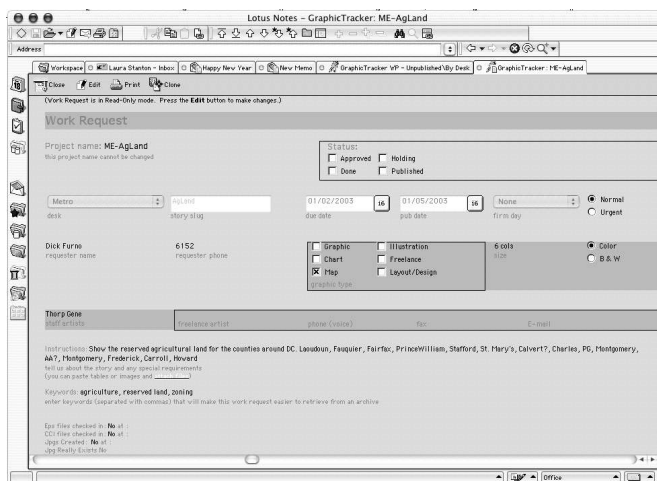 Lotus Notes - GraphicTracker: ME-AgLand
Address
Workspace
Laura Stanton - Inbox
Happy New Year
New Memo
GraphicTracker WP - Unpublished\By Desk
GraphicTracker: ME-AgLand
Close Edit Print Clone
(Work Request is in Read-Only mode. Press the Edit button to make changes.)
Work Request
Project name: ME-AgLand
this project name cannot be changed
Status:
Approved Holding
Done Published
Metro AgLand 01/02/2003 16 01/05/2003 16 None Normal
Urgent
desk story slug due date pub date firm day
Dick Furno 6152 Graphic Illustration 6 cols Color
requester name requester phone Chart Freelance size B & W
Map Layout/Design
graphic type
Thorp Gene
staff artists freelance artist phone (voice) fax E-mail
Instructions: Show the reserved agricultural land for the counties around DC. Laoudoun, Fauquier, Fairfax, PrinceWilliam, Stafford, St. Mary's, Calvert?, Charles, PG, Montgomery,
AA?, Montgomery, Frederick, Carroll, Howard
tell us about the story and any special requirements
(you can paste tables or images and
Keywords: agriculture, reserved land, zoning
enter keywords (separated with commas) that will make this work request easier to retrieve from an archive
Eps files checked in: No at :
CCI files checked in: No at :
Jpgs Created: No at :
Jpg Really Exists No
Office